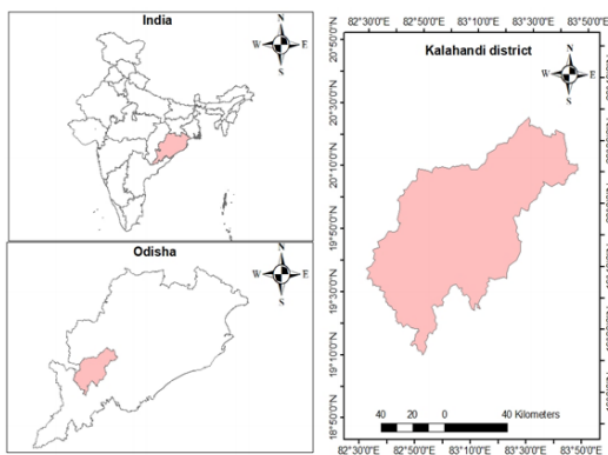 India
N
W E
S
Odisha
N
W E
S
82°30'0"E 82°50'0"E 83°10'0"E 83°30'0"E 83°50'0"E
Kalahandi district
N
W E
S
20°50'0"N
20°30'0"N
20°10'0"N
19°50'0"N
19°30'0"N
19°10'0"N
18°50'0"N
40 20 0 40 Kilometers
82°30'0"E 82°50'0"E 83°10'0"E 83°30'0"E 83°50'0"E